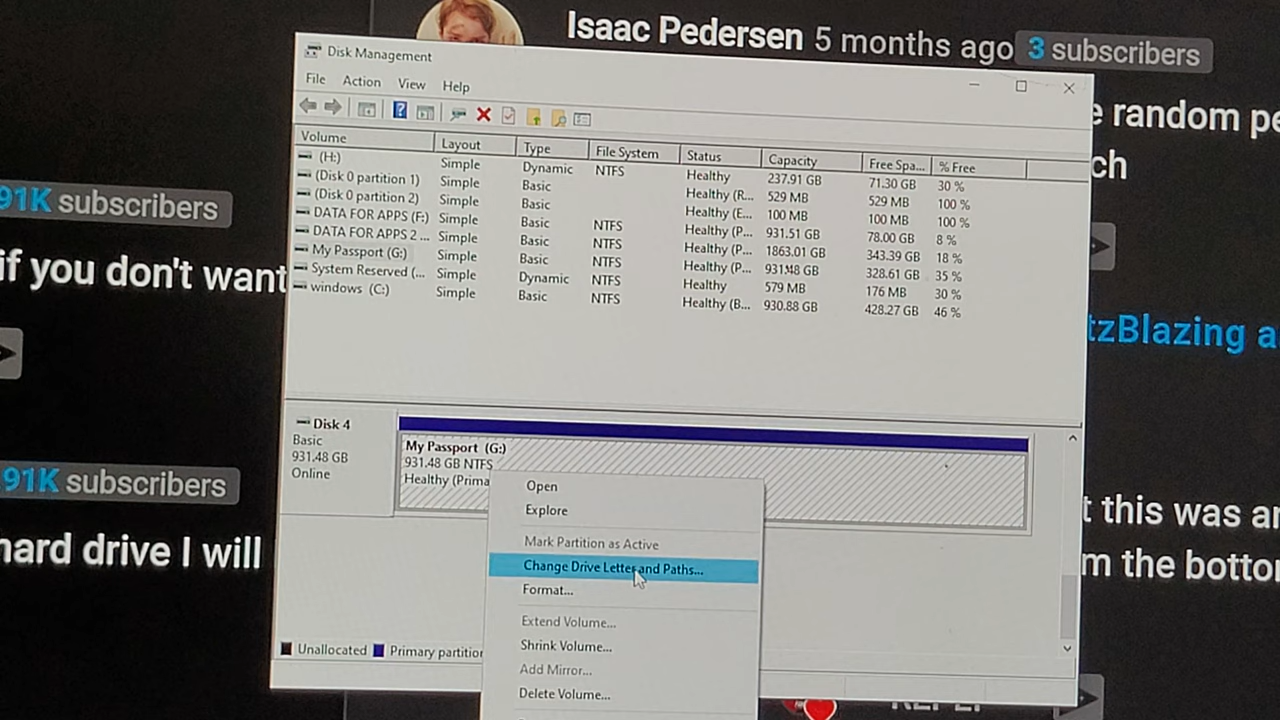 Isaac Pedersen 5 months ago 3 subscribers
random
ch
91K subscribers
if you don't want
tzBlazing
91K subscribers
hard drive I will
t this was
m the
Disk Management
File Action View Help
Volume Layout Type File System Status Capacity Free Spa... % Free
(H:) Simple Dynamic NTFS Healthy 237.91 GB 71.30 GB 30 %
(Disk 0 partition 1) Simple Basic Healthy (R... 529 MB 529 MB 100 %
(Disk 0 partition 2) Simple Basic Healthy (E... 100 MB 100 MB 100 %
DATA FOR APPS (F:) Simple Basic NTFS Healthy (P... 931.51 GB 78.00 GB 8 %
DATA FOR APPS 2 ... Simple Basic NTFS Healthy (P... 1863.01 GB 343.39 GB 18 %
My Passport (G:) Simple Basic NTFS Healthy (P... 931.48 GB 328.61 GB 35 %
System Reserved (... Simple Dynamic NTFS Healthy 579 MB 176 MB 30 %
windows (C:) Simple Basic NTFS Healthy (B... 930.88 GB 428.27 GB 46 %
Disk 4
Basic
931.48 GB
Online
My Passport (G:)
931.48 GB NTFS
Healthy (Prima
Open
Explore
Mark Partition as Active
Change Drive Letter and Paths...
Format...
Extend Volume...
Shrink Volume...
Add Mirror...
Delete Volume...
Unallocated Primary partition